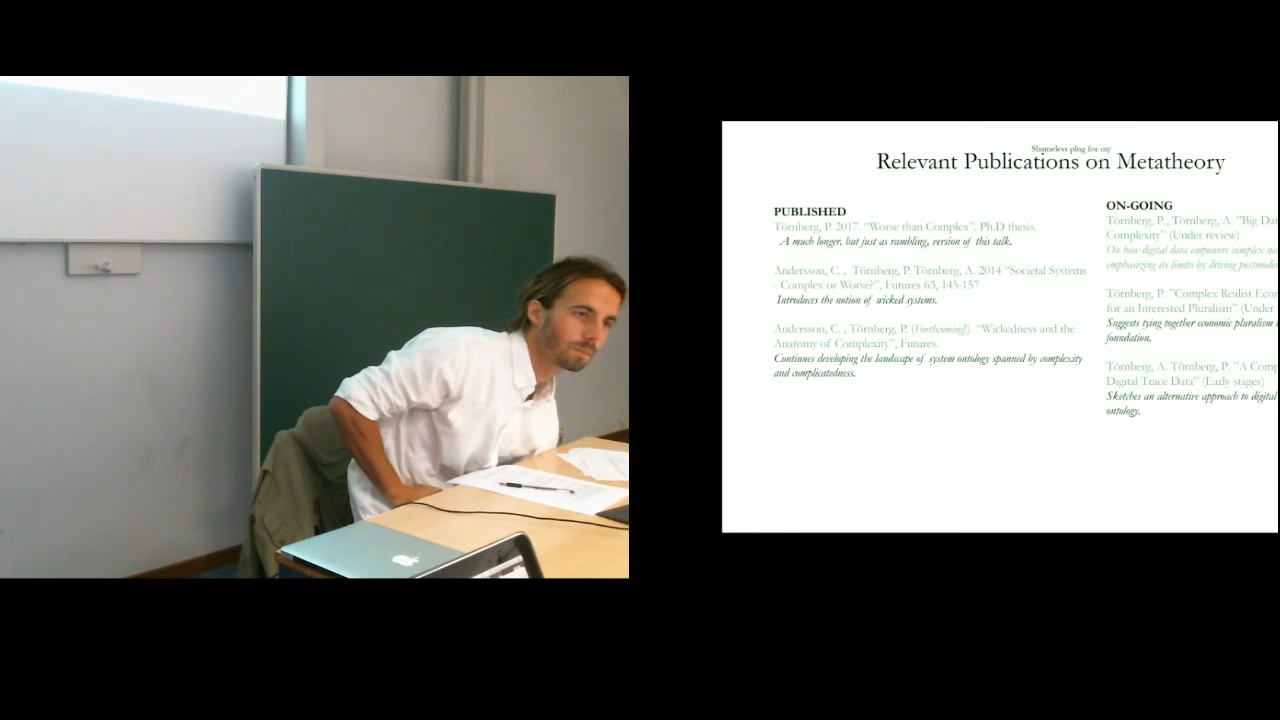 Shameless plug for my
Relevant Publications on Metatheory
PUBLISHED
Törnberg, P. 2017. “Worse than Complex”. Ph.D thesis.
A much longer, but just as rambling, version of this talk.
Andersson, C. , Törnberg, P. Törnberg, A. 2014 “Societal Systems
- Complex or Worse?”, Futures 63, 145-157
Introduces the notion of wicked systems.
Andersson, C. , Törnberg, P. (Forthcoming!) “Wickedness and the
Anatomy of Complexity”, Futures.
Continues developing the landscape of system ontology spanned by complexity
and complicatedness.
ON-GOING
Törnberg, P., Törnberg, A. ”Big Da
Complexity” (Under review)
On how digital data empowers complex
emphasizing its limits by driving postmode
Törnberg, P. ”Complex Realist Eco
for an Interested Pluralism” (Under
Suggests tying together economic pluralism
foundation.
Törnberg, A. Törnberg, P. ”A Comp
Digital Trace Data” (Early stages)
Sketches an alternative approach to digital
ontology.